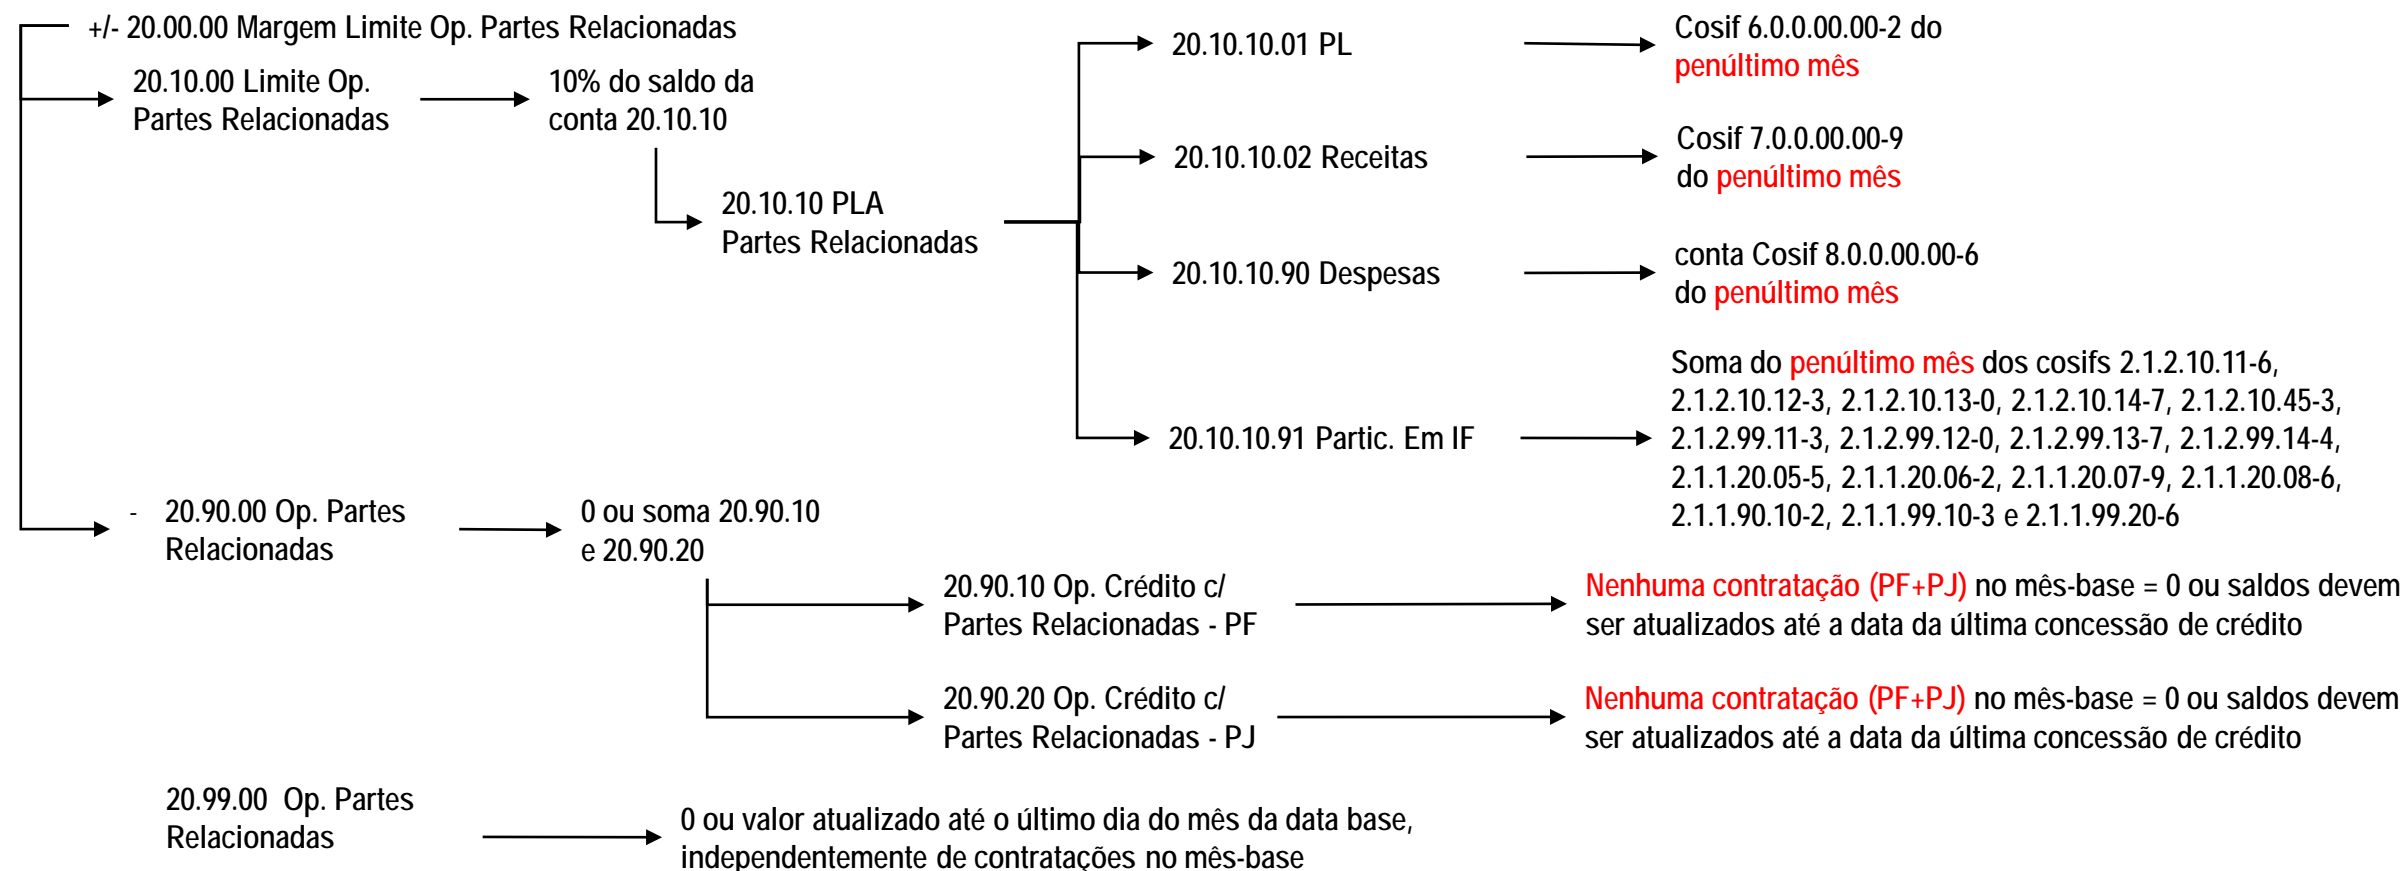 +/- 20.00.00 Margem Limite Op. Partes Relacionadas
20.10.00 Limite Op.
Partes Relacionadas
10% do saldo da
conta 20.10.10
20.10.10 PLA
Partes Relacionadas
20.10.10.01 PL
Cosif 6.0.0.00.00-2 do
penúltimo mês
20.10.10.02 Receitas
Cosif 7.0.0.00.00-9
do penúltimo mês
20.10.10.90 Despesas
conta Cosif 8.0.0.00.00-6
do penúltimo mês
20.10.10.91 Partic. Em IF
Soma do penúltimo mês dos cosifs 2.1.2.10.11-6,
2.1.2.10.12-3, 2.1.2.10.13-0, 2.1.2.10.14-7, 2.1.2.10.45-3,
2.1.2.99.11-3, 2.1.2.99.12-0, 2.1.2.99.13-7, 2.1.2.99.14-4,
2.1.1.20.05-5, 2.1.1.20.06-2, 2.1.1.20.07-9, 2.1.1.20.08-6,
2.1.1.90.10-2, 2.1.1.99.10-3 e 2.1.1.99.20-6
- 20.90.00 Op. Partes
Relacionadas
0 ou soma 20.90.10
e 20.90.20
20.90.10 Op. Crédito c/
Partes Relacionadas - PF
Nenhuma contratação (PF+PJ) no mês-base = 0 ou saldos devem
ser atualizados até a data da última concessão de crédito
20.90.20 Op. Crédito c/
Partes Relacionadas - PJ
Nenhuma contratação (PF+PJ) no mês-base = 0 ou saldos devem
ser atualizados até a data da última concessão de crédito
20.99.00 Op. Partes
Relacionadas
0 ou valor atualizado até o último dia do mês da data base,
independentemente de contratações no mês-base